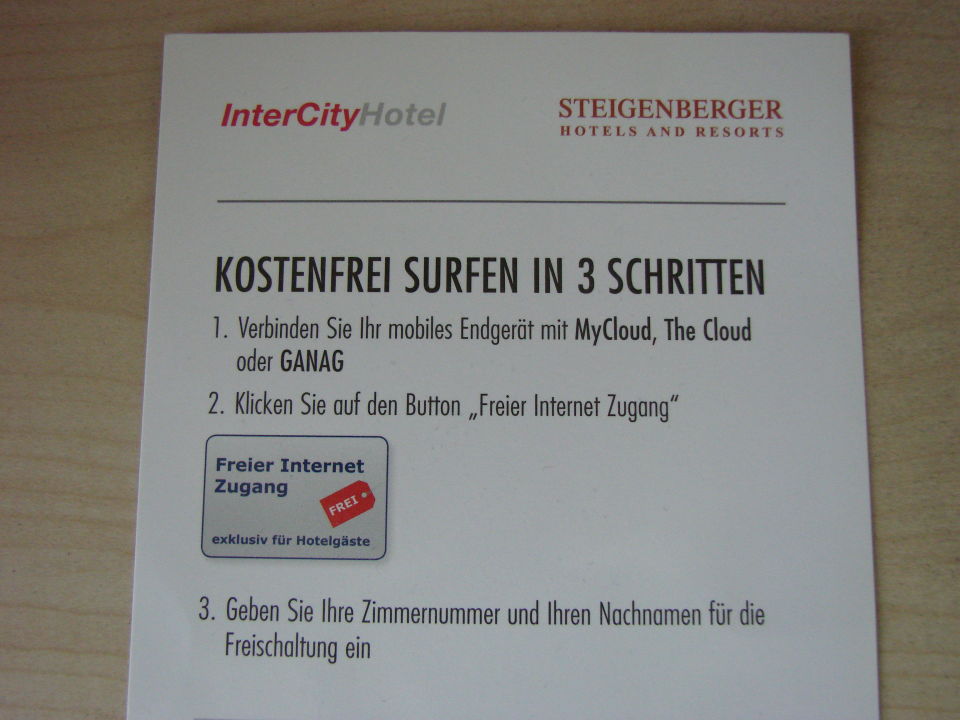 InterCityHotel
STEIGENBERGER
HOTELS AND RESORTS
KOSTENFREI SURFEN IN 3 SCHRITTEN
1. Verbinden Sie Ihr mobiles Endgerät mit MyCloud, The Cloud
oder GANAG
2. Klicken Sie auf den Button „Freier Internet Zugang“
Freier Internet
Zugang
FREI
exklusiv für Hotelgäste
3. Geben Sie Ihre Zimmernummer und Ihren Nachnamen für die
Freischaltung ein